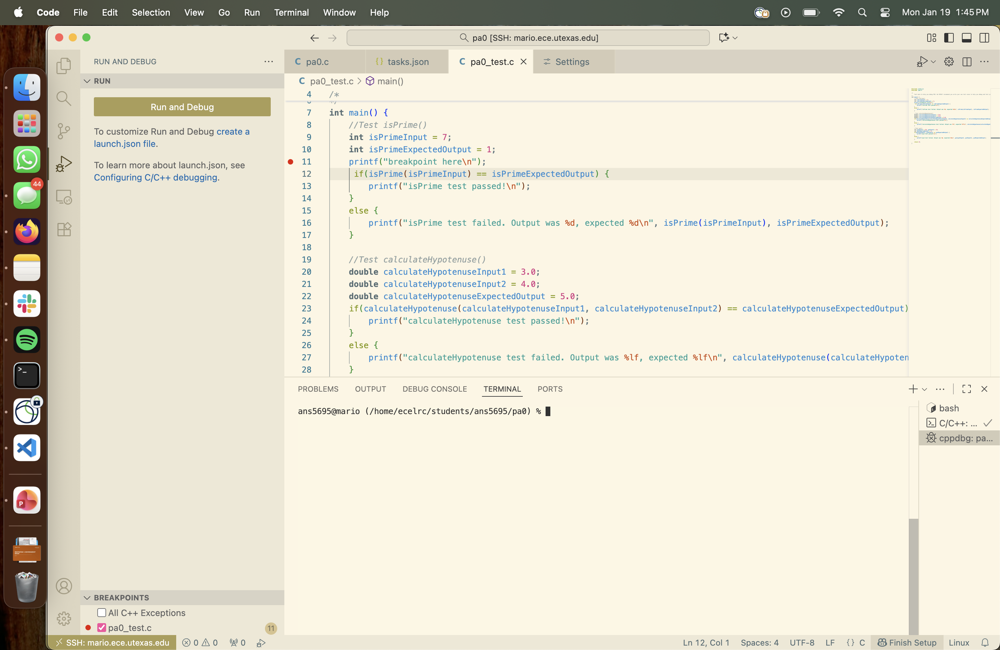 Code File Edit Selection View Go Run Terminal Window Help
Mon Jan 19 1:45 PM
pa0 [SSH: mario.ece.utexas.edu]
44
P
RUN AND DEBUG
RUN
Run and Debug
To customize Run and Debug create a
launch.json file.
To learn more about launch.json, see
Configuring C/C++ debugging.
BREAKPOINTS
All C++ Exceptions
pa0_test.c 11
C pa0.c {} tasks.json C pa0_test.c Settings
C pa0_test.c > main()
4 /*
7 int main() {
8 //Test isPrime()
9 int isPrimeInput = 7;
10 int isPrimeExpectedOutput = 1;
11 printf("breakpoint here\n");
12 if(isPrime(isPrimeInput) == isPrimeExpectedOutput) {
13 printf("isPrime test passed!\n");
14 }
15 else {
16 printf("isPrime test failed. Output was %d, expected %d\n", isPrime(isPrimeInput), isPrimeExpectedOutput);
17 }
18
19 //Test calculateHypotenuse()
20 double calculateHypotenuseInput1 = 3.0;
21 double calculateHypotenuseInput2 = 4.0;
22 double calculateHypotenuseExpectedOutput = 5.0;
23 if(calculateHypotenuse(calculateHypotenuseInput1, calculateHypotenuseInput2) == calculateHypotenuseExpectedOutput)
24 printf("calculateHypotenuse test passed!\n");
25 }
26 else {
27 printf("calculateHypotenuse test failed. Output was %lf, expected %lf\n", calculateHypotenuse(calculateHypoten
28 }
PROBLEMS OUTPUT DEBUG CONSOLE TERMINAL PORTS
ans5695@mario (/home/ecelrc/students/ans5695/pa0) %
bash
C/C++: ...
cppdbg: pa...
SSH: mario.ece.utexas.edu 0 0 0 Ln 12, Col 1 Spaces: 4 UTF-8 LF {} C Finish Setup Linux